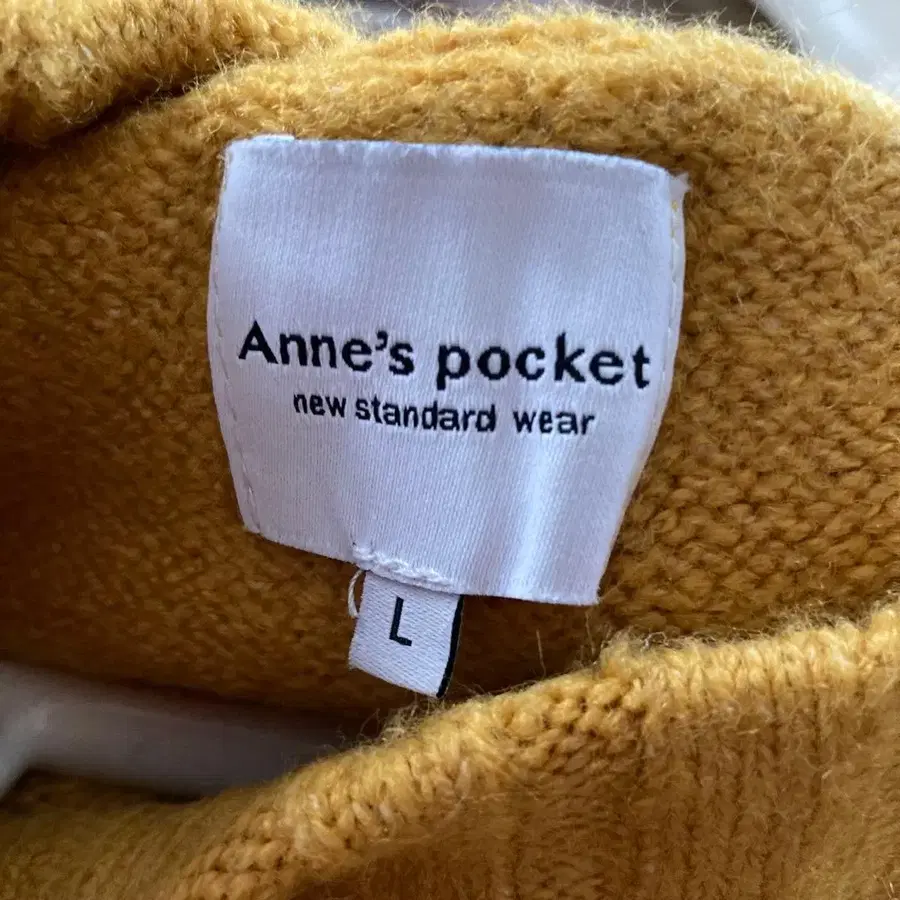 Anne's pocket
new standard wear
L